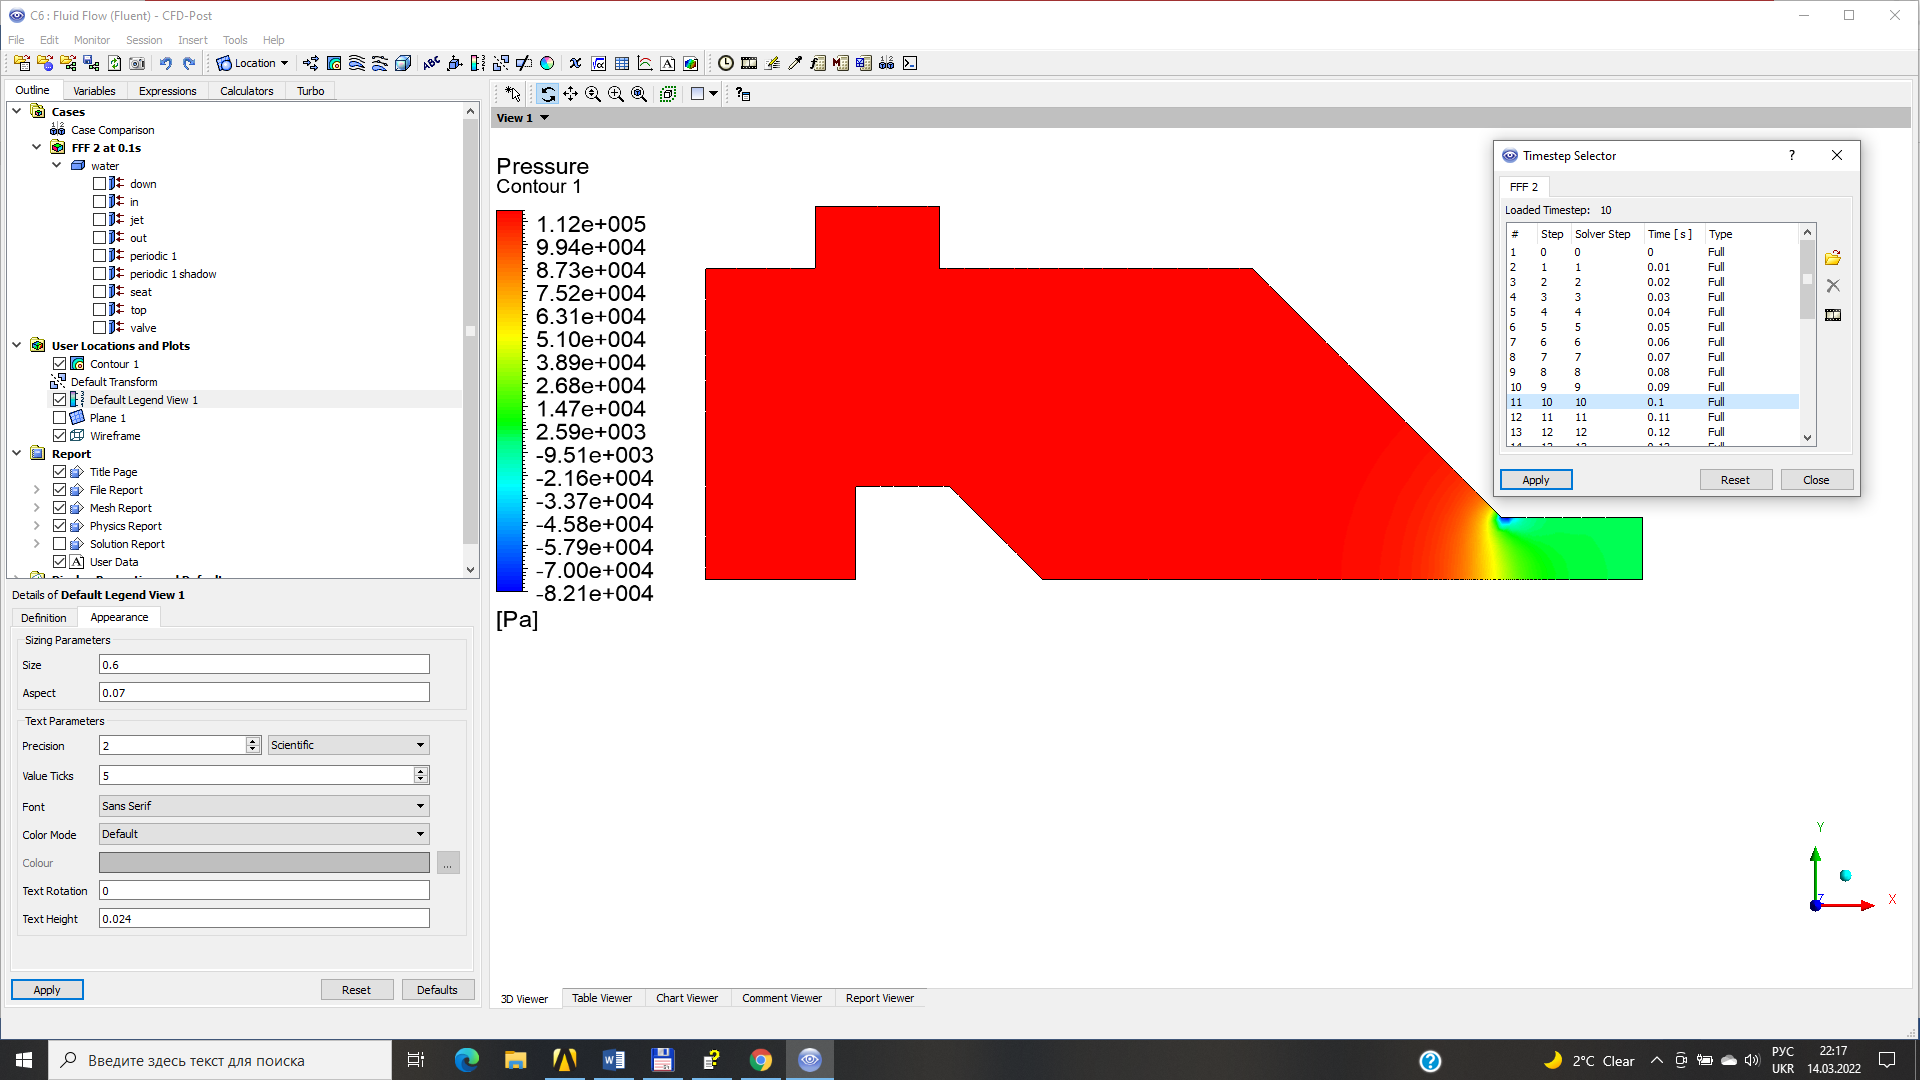 C6 : Fluid Flow (Fluent) - CFD-Post
File Edit Monitor Session Insert Tools Help
Location
Outline Variables Expressions Calculators Turbo
Cases
Case Comparison
FFF 2 at 0.1s
water
down
in
jet
out
periodic 1
periodic 1 shadow
seat
top
valve
User Locations and Plots
Contour 1
Default Transform
Default Legend View 1
Plane 1
Wireframe
Report
Title Page
File Report
Mesh Report
Physics Report
Solution Report
User Data
Details of Default Legend View 1
Definition Appearance
Sizing Parameters
Size 0.6
Aspect 0.07
Text Parameters
Precision 2 Scientific
Value Ticks 5
Font Sans Serif
Color Mode Default
Colour ...
Text Rotation 0
Text Height 0.024
Apply Reset Defaults
View 1
Pressure
Contour 1
1.12e+005
9.94e+004
8.73e+004
7.52e+004
6.31e+004
5.10e+004
3.89e+004
2.68e+004
1.47e+004
2.59e+003
-9.51e+003
-2.16e+004
-3.37e+004
-4.58e+004
-5.79e+004
-7.00e+004
-8.21e+004
[Pa]
Timestep Selector ?
FFF 2
Loaded Timestep: 10
# Step Solver Step Time [ s ] Type
1 0 0 0 Full
2 1 1 0.01 Full
3 2 2 0.02 Full
4 3 3 0.03 Full
5 4 4 0.04 Full
6 5 5 0.05 Full
7 6 6 0.06 Full
8 7 7 0.07 Full
9 8 8 0.08 Full
10 9 9 0.09 Full
11 10 10 0.1 Full
12 11 11 0.11 Full
13 12 12 0.12 Full
Apply Reset Close
Y
Z
X
3D Viewer Table Viewer Chart Viewer Comment Viewer Report Viewer
Введите здесь текст для поиска
2°C Clear
РУС
UKR
22:17
14.03.2022